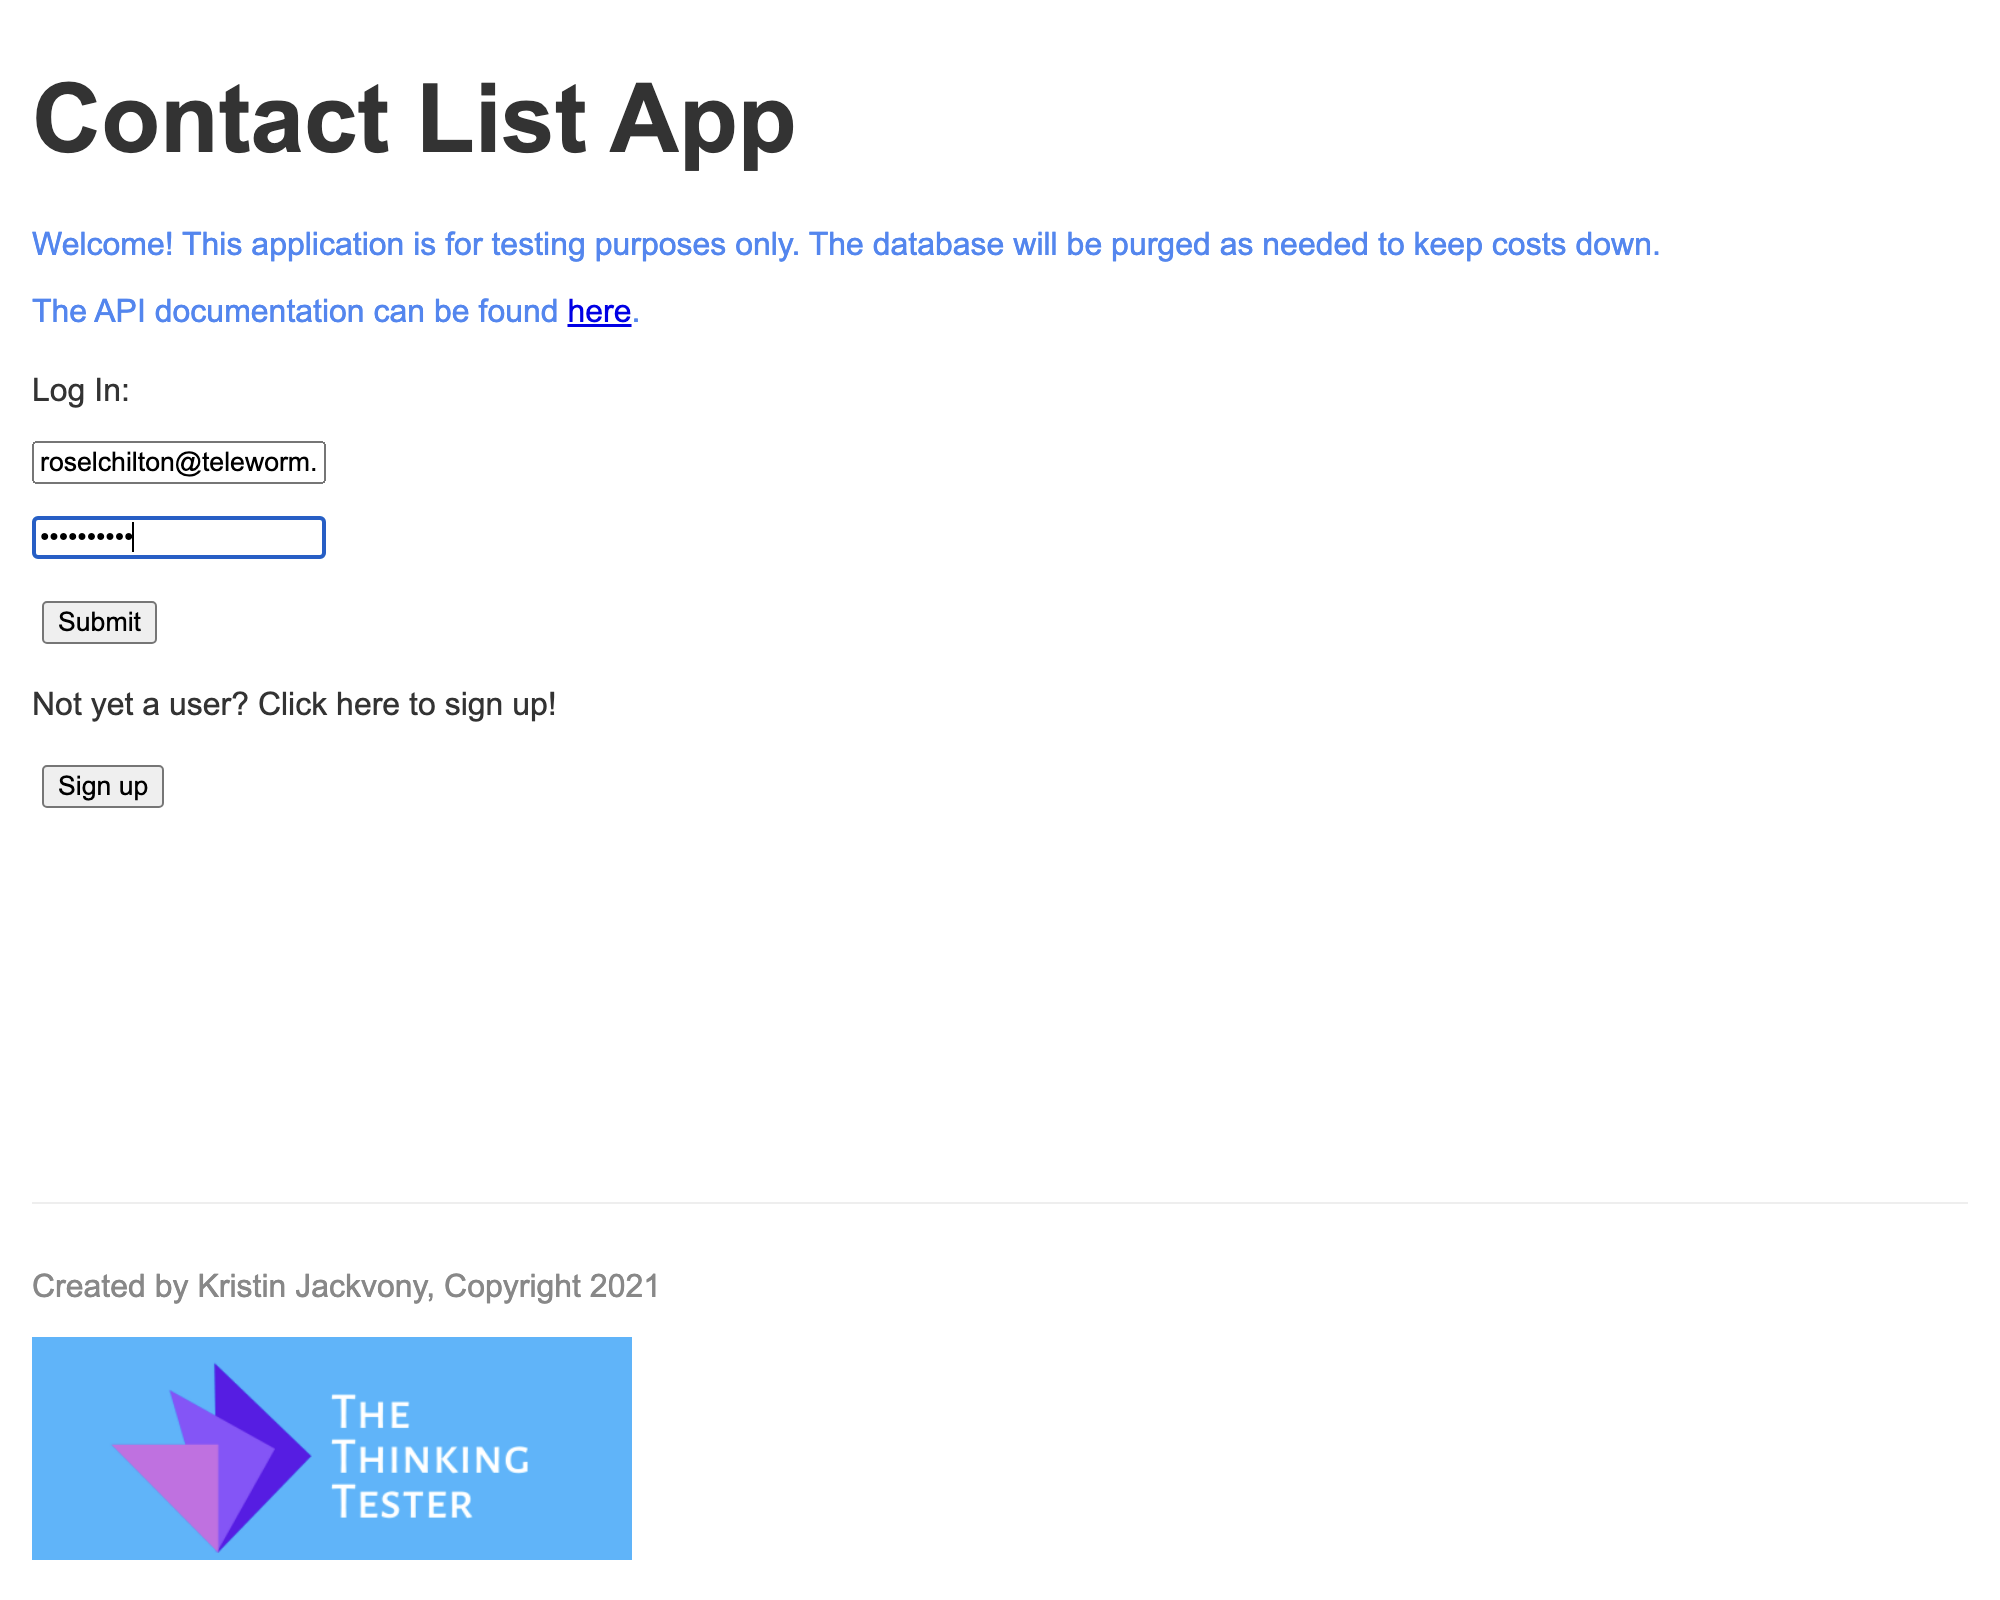 Contact List App
Welcome! This application is for testing purposes only. The database will be purged as needed to keep costs down.
The API documentation can be found here.
Log In:
roselchilton@teleworm.
••••••••••
Submit
Not yet a user? Click here to sign up!
Sign up
Created by Kristin Jackvony, Copyright 2021
THE
THINKING
TESTER